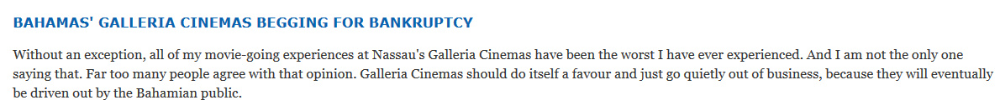 BAHAMAS' GALLERIA CINEMAS BEGGING FOR BANKRUPTCY
Without an exception, all of my movie-going experiences at Nassau's Galleria Cinemas have been the worst I have ever experienced. And I am not the only one
saying that. Far too many people agree with that opinion. Galleria Cinemas should do itself a favour and just go quietly out of business, because they will eventually
be driven out by the Bahamian public.